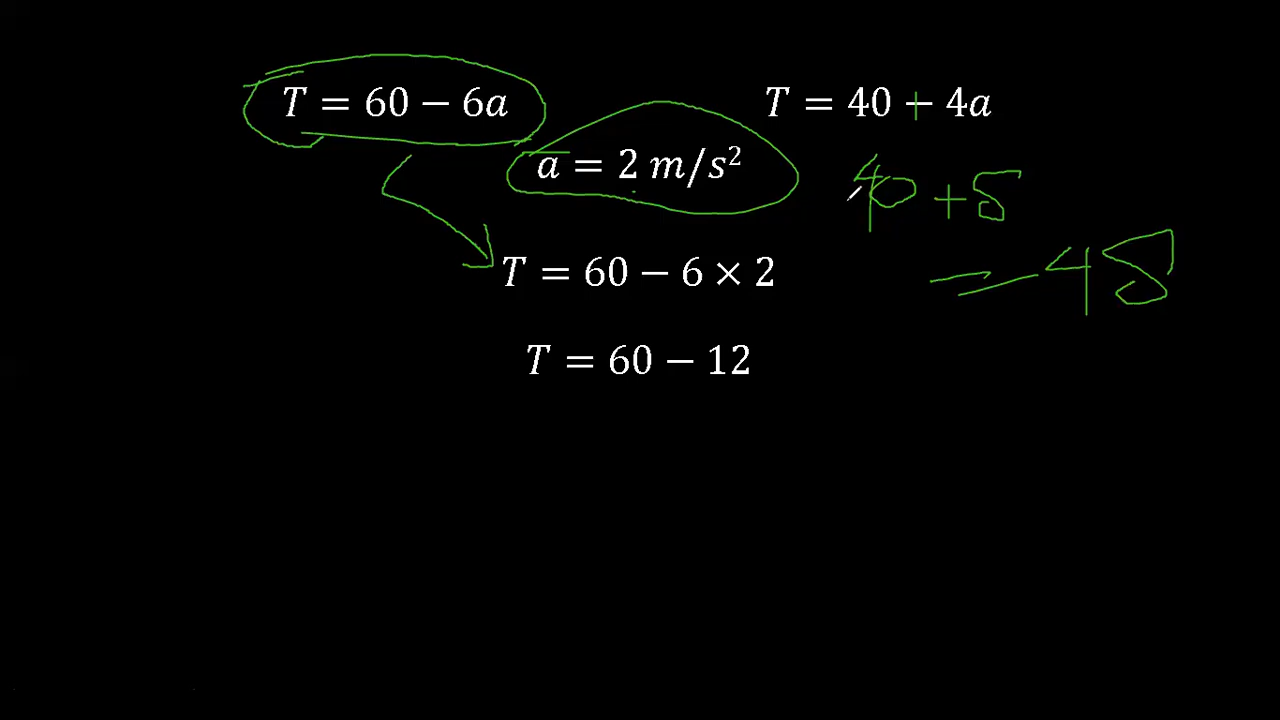 T = 60 − 6a
T = 40 + 4a
a = 2 m/s²
40 + 8
T = 60 − 6 × 2
= 48
T = 60 − 12